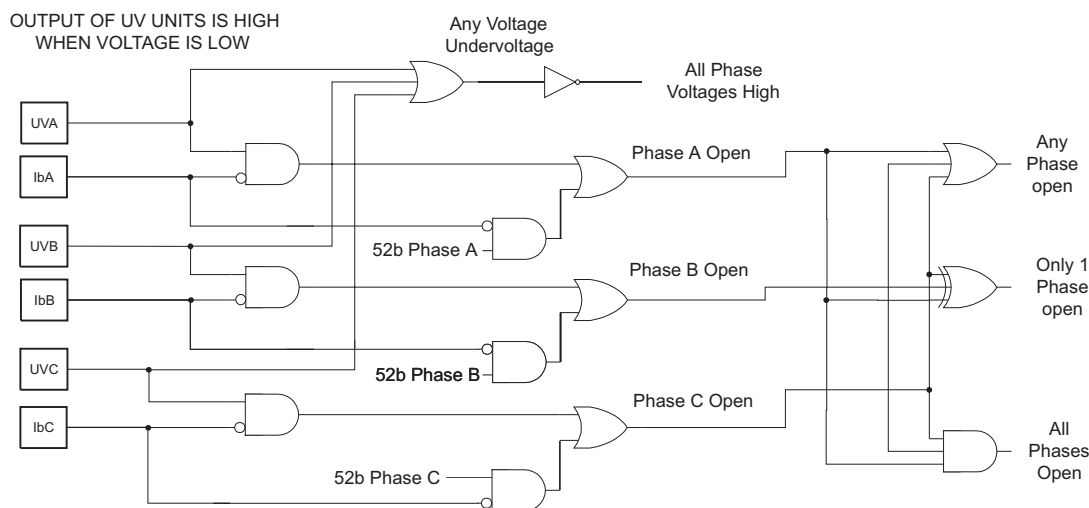 OUTPUT OF UV UNITS IS HIGH
WHEN VOLTAGE IS LOW
Any Voltage
Undervoltage
All Phase
Voltages High
UVA
IbA
Phase A Open
Any
Phase
open
52b Phase A
UVB
IbB
Phase B Open
Only 1
Phase
open
52b Phase B
UVC
IbC
Phase C Open
All
Phases
Open
52b Phase C